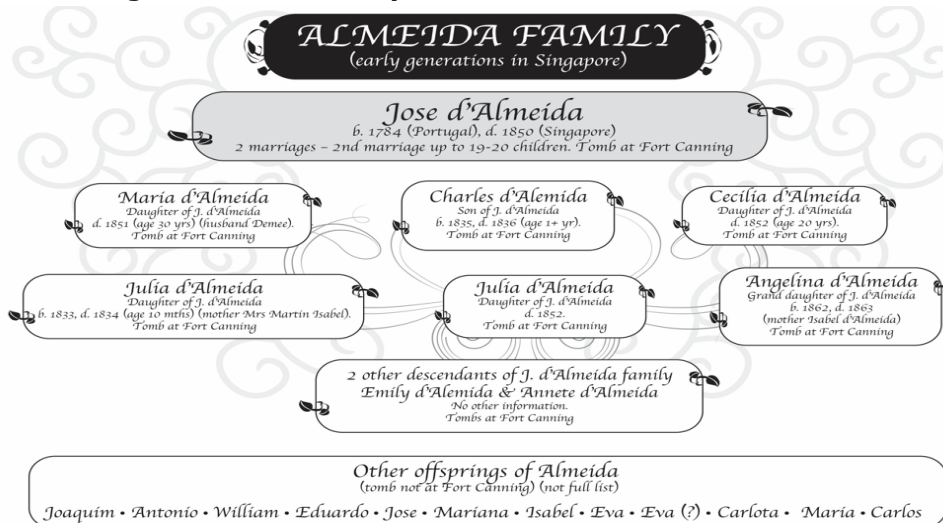 ALMEIDA FAMILY
(early generations in Singapore)
Jose d'Almeida
b. 1784 (Portugal), d. 1850 (Singapore)
2 marriages – 2nd marriage up to 19-20 children. Tomb at Fort Canning
Maria d'Almeida
Daughter of J. d'Almeida
d. 1851 (age 30 yrs) (husband Demee).
Tomb at Fort Canning
Charles d'Alemida
Son of J. d'Almeida
b. 1835, d. 1836 (age 1+ yr).
Tomb at Fort Canning
Cecilia d'Almeida
Daughter of J. d'Almeida
d. 1852 (age 20 yrs).
Tomb at Fort Canning
Julia d'Almeida
Daughter of J. d'Almeida
b. 1833, d. 1834 (age 10 mths) (mother Mrs Martin Isabel).
Tomb at Fort Canning
Julia d'Almeida
Daughter of J. d'Almeida
d. 1852.
Tomb at Fort Canning
Angelina d'Almeida
Grand daughter of J. d'Almeida
b. 1862, d. 1863
(mother Isabel d'Almeida)
Tomb at Fort Canning
2 other descendants of J. d'Almeida family
Emily d'Alemida & Annete d'Almeida
No other information.
Tombs at Fort Canning
Other offsprings of Almeida
(tomb not at Fort Canning) (not full list)
Joaquim • Antonio • William • Eduardo • Jose • Mariana • Isabel • Eva • Eva (?) • Carlota • Maria • Carlos